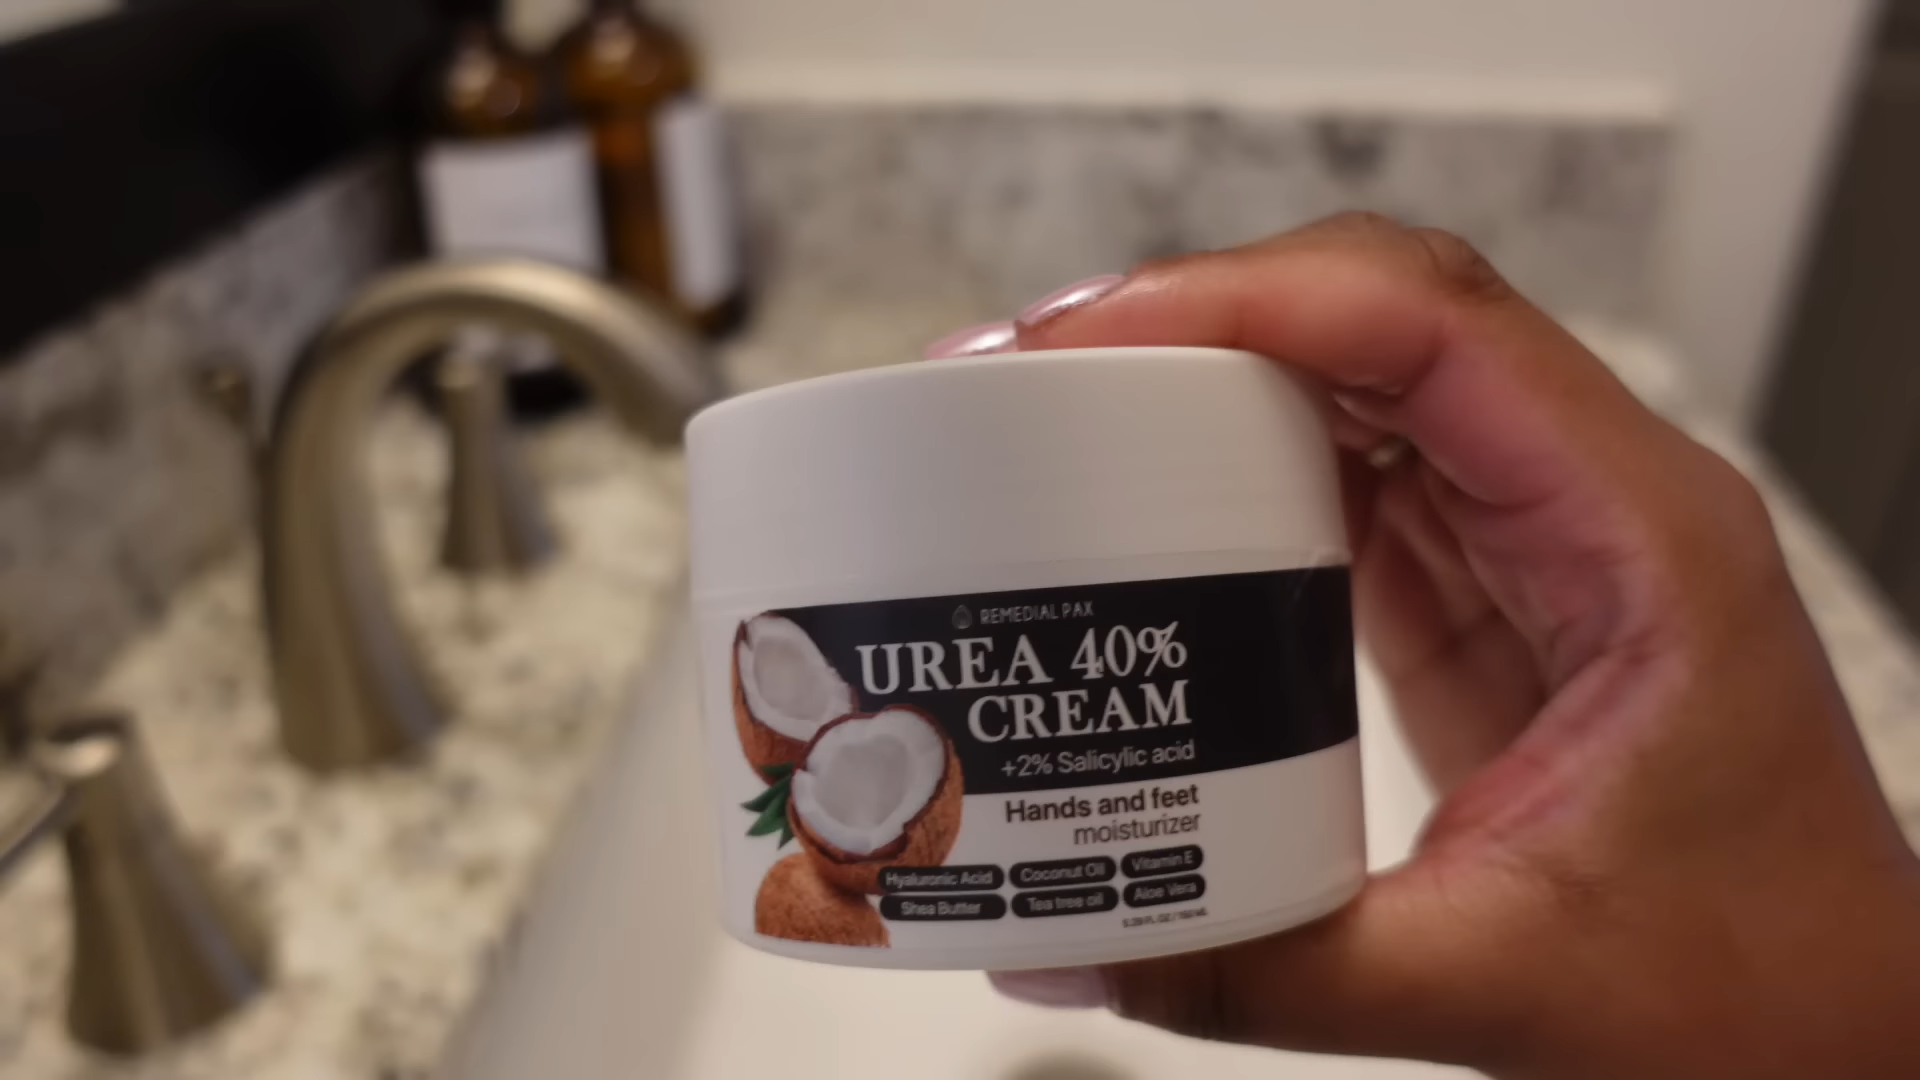 REMEDIAL PAX
UREA 40%
CREAM
+2% Salicylic acid
Hands and feet
moisturizer
Hyaluronic Acid Coconut Oil Vitamin E
Shea Butter Tea tree oil Aloe Vera